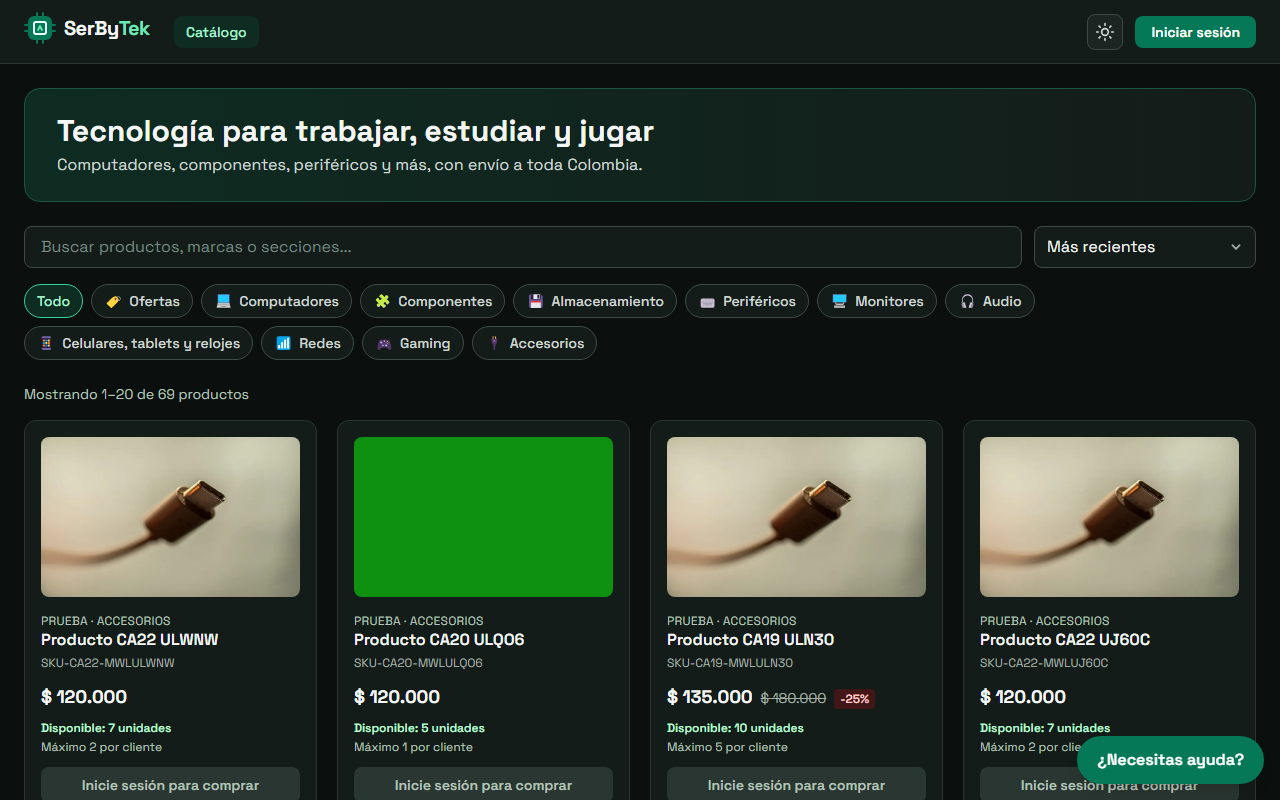 SerByTek
Catálogo
Iniciar sesión
Tecnología para trabajar, estudiar y jugar
Computadores, componentes, periféricos y más, con envío a toda Colombia.
Buscar productos, marcas o secciones...
Más recientes
Todo
Ofertas
Computadores
Componentes
Almacenamiento
Periféricos
Monitores
Audio
Celulares, tablets y relojes
Redes
Gaming
Accesorios
Mostrando 1–20 de 69 productos
PRUEBA · ACCESORIOS
Producto CA22 ULWNW
SKU-CA22-MWLULWNW
$ 120.000
Disponible: 7 unidades
Máximo 2 por cliente
Inicie sesión para comprar
PRUEBA · ACCESORIOS
Producto CA20 ULQO6
SKU-CA20-MWLULQO6
$ 120.000
Disponible: 5 unidades
Máximo 1 por cliente
Inicie sesión para comprar
PRUEBA · ACCESORIOS
Producto CA19 ULN30
SKU-CA19-MWLULN30
$ 135.000 $ 180.000 -25%
Disponible: 10 unidades
Máximo 5 por cliente
Inicie sesión para comprar
PRUEBA · ACCESORIOS
Producto CA22 UJ60C
SKU-CA22-MWLUJ60C
$ 120.000
Disponible: 7 unidades
Máximo 2 por clie
Inicie sesión para comprar
¿Necesitas ayuda?